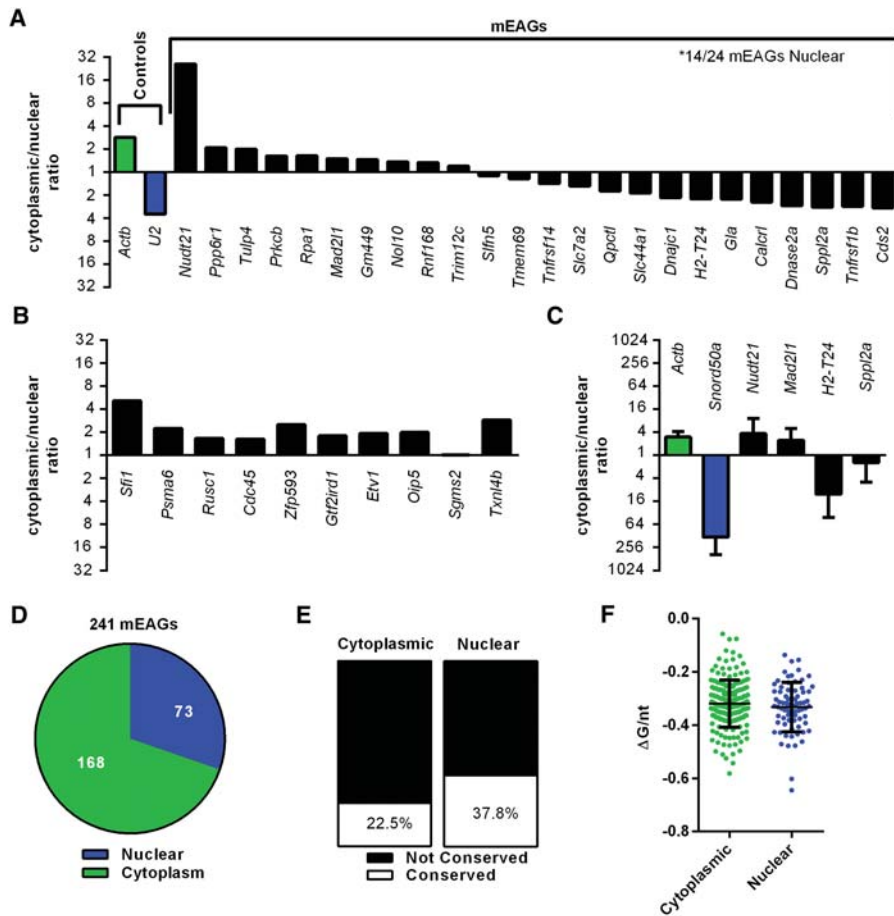 A
mEAGs
*14/24 mEAGs Nuclear
Controls
cytoplasmic/nuclear
ratio
32
16
8
4
2
1
2
4
8
16
32
Actb
U2
Nudt21
Ppp6r1
Tulp4
Prkcb
Rpa1
Mad2l1
Gm449
Nol10
Rnf168
Trim12c
Slfn5
Tmem69
Tnfrsf14
Slc7a2
Qpctl
Slc44a1
Dnajc1
H2-T24
Gla
Calcrl
Dnase2a
Sppl2a
Tnfrsf1b
Cds2
B
cytoplasmic/nuclear
ratio
32
16
8
4
2
1
2
4
8
16
32
Sfi1
Psma6
Rusc1
Cdc45
Zfp593
Gtf2ird1
Etv1
Oip5
Sgms2
Txnl4b
C
cytoplasmic/nuclear
ratio
1024
256
64
16
4
1
4
16
64
256
1024
Actb
Snord50a
Nudt21
Mad2l1
H2-T24
Sppl2a
D
241 mEAGs
73
168
Nuclear
Cytoplasm
E
Cytoplasmic
Nuclear
22.5%
37.8%
Not Conserved
Conserved
F
ΔG/nt
0.0
-0.2
-0.4
-0.6
-0.8
Cytoplasmic
Nuclear